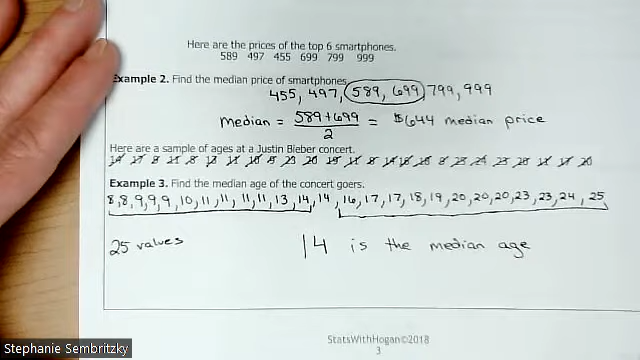 Here are the prices of the top 6 smartphones.
589 497 455 699 799 999
Example 2. Find the median price of smartphones.
455, 497, 589, 699, 799, 999
Median = 589+699 / 2 = $644 median price
Here are a sample of ages at a Justin Bieber concert.
Example 3. Find the median age of the concert goers.
8,8,9,9,9,10,11,11,11,11,13,14,14,16,17,17,18,19,20,20,20,23,23,24,25
25 values
14 is the median age
StatsWithHogan©2018
3
Stephanie Sembritzky